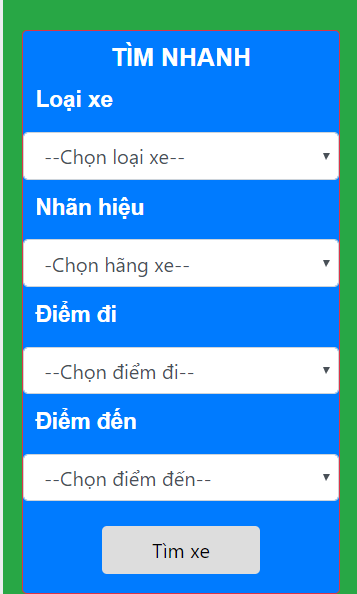 TÌM NHANH
Loại xe
--Chọn loại xe--
Nhãn hiệu
-Chọn hãng xe--
Điểm đi
--Chọn điểm đi--
Điểm đến
--Chọn điểm đến--
Tìm xe